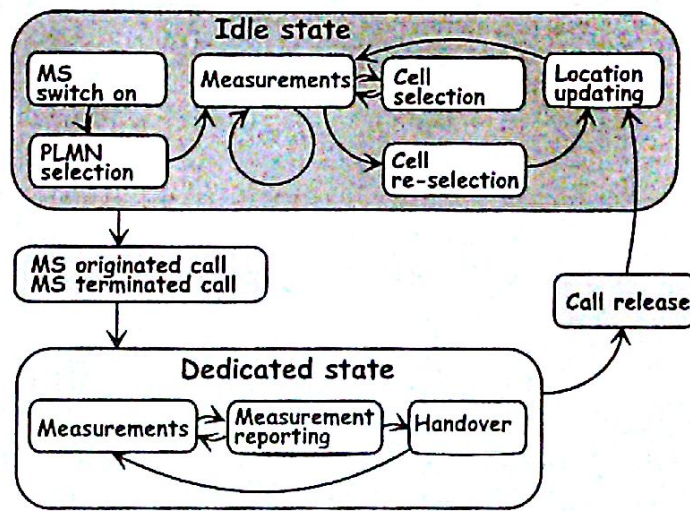 Idle state
MS
switch on
Measurements
Cell
selection
Location
updating
PLMN
selection
Cell
re-selection
MS originated call
MS terminated call
Call release
Dedicated state
Measurements
Measurement
reporting
Handover